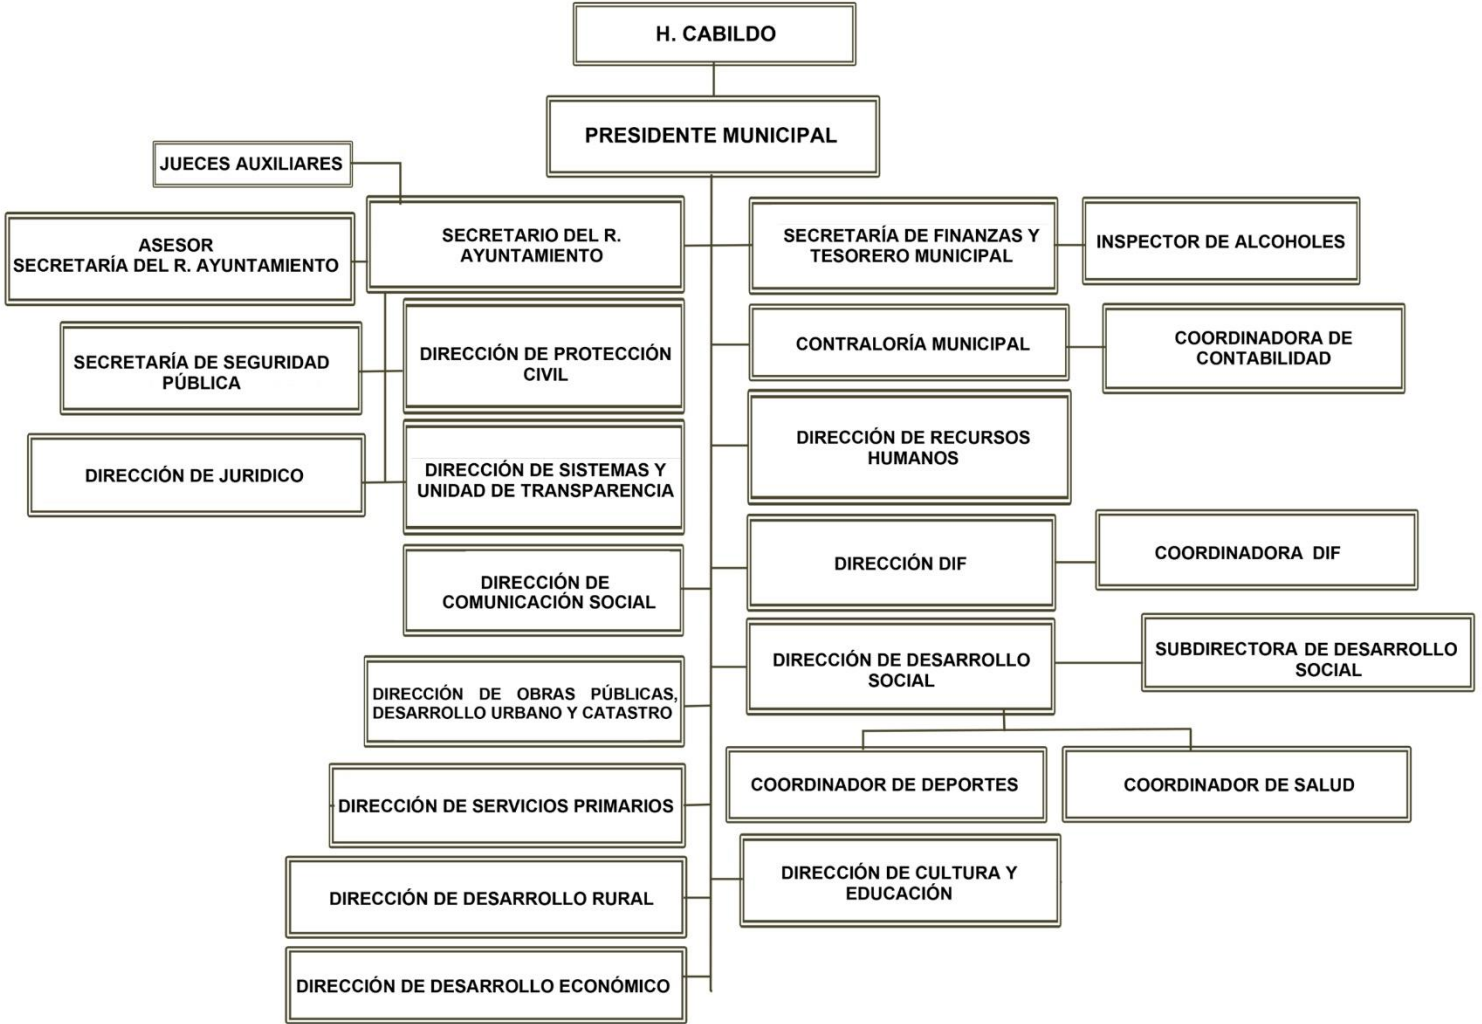 H. CABILDO
PRESIDENTE MUNICIPAL
JUECES AUXILIARES
ASESOR
SECRETARÍA DEL R. AYUNTAMIENTO
SECRETARIO DEL R.
AYUNTAMIENTO
SECRETARÍA DE FINANZAS Y
TESORERO MUNICIPAL
INSPECTOR DE ALCOHOLES
SECRETARÍA DE SEGURIDAD
PÚBLICA
DIRECCIÓN DE PROTECCIÓN
CIVIL
CONTRALORÍA MUNICIPAL
COORDINADORA DE
CONTABILIDAD
DIRECCIÓN DE JURIDICO
DIRECCIÓN DE SISTEMAS Y
UNIDAD DE TRANSPARENCIA
DIRECCIÓN DE RECURSOS
HUMANOS
DIRECCIÓN DE
COMUNICACIÓN SOCIAL
DIRECCIÓN DIF
COORDINADORA DIF
DIRECCIÓN DE OBRAS PÚBLICAS,
DESARROLLO URBANO Y CATASTRO
DIRECCIÓN DE DESARROLLO
SOCIAL
SUBDIRECTORA DE DESARROLLO
SOCIAL
COORDINADOR DE DEPORTES
COORDINADOR DE SALUD
DIRECCIÓN DE SERVICIOS PRIMARIOS
DIRECCIÓN DE DESARROLLO RURAL
DIRECCIÓN DE CULTURA Y
EDUCACIÓN
DIRECCIÓN DE DESARROLLO ECONÓMICO